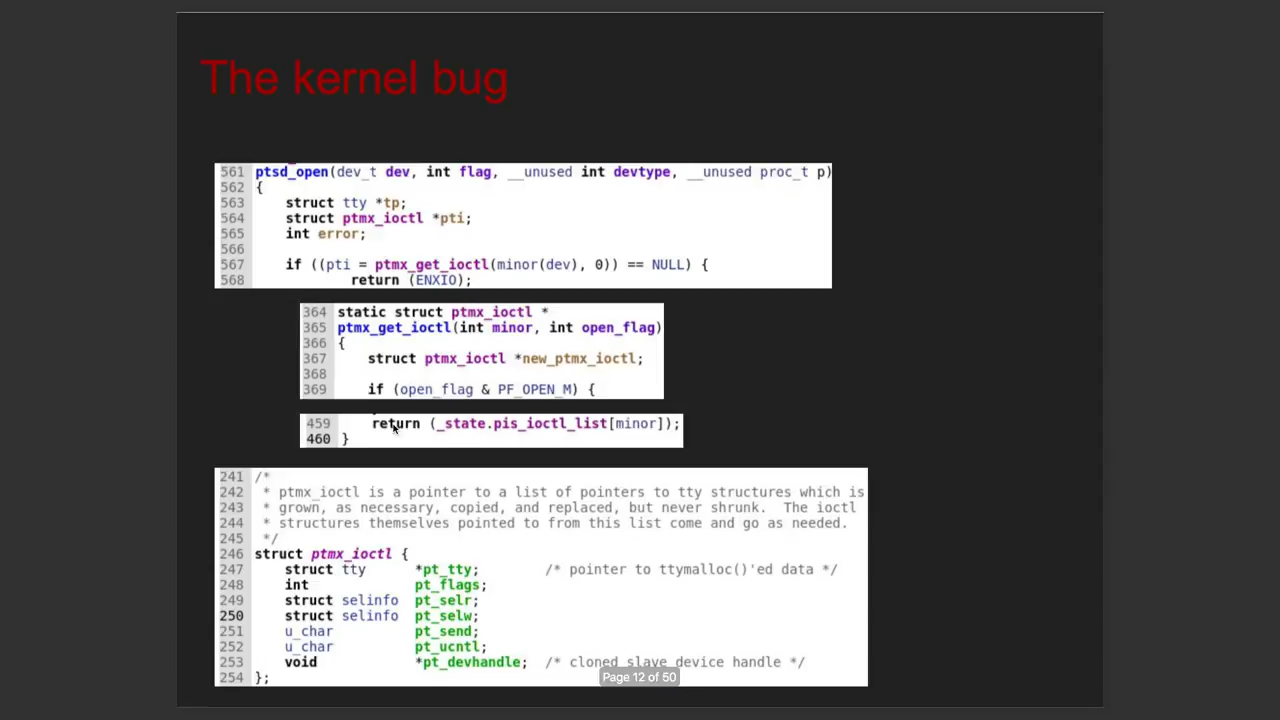 The kernel bug
561 ptsd_open(dev_t dev, int flag, __unused int devtype, __unused proc_t p)
562 {
563 struct tty *tp;
564 struct ptmx_ioctl *pti;
565 int error;
566
567 if ((pti = ptmx_get_ioctl(minor(dev), 0)) == NULL) {
568 return (ENXIO);
364 static struct ptmx_ioctl *
365 ptmx_get_ioctl(int minor, int open_flag)
366 {
367 struct ptmx_ioctl *new_ptmx_ioctl;
368
369 if (open_flag & PF_OPEN_M) {
459 return (_state.pis_ioctl_list[minor]);
460 }
241 /*
242 * ptmx_ioctl is a pointer to a list of pointers to tty structures which is
243 * grown, as necessary, copied, and replaced, but never shrunk. The ioctl
244 * structures themselves pointed to from this list come and go as needed.
245 */
246 struct ptmx_ioctl {
247 struct tty *pt_tty; /* pointer to ttymalloc()'ed data */
248 int pt_flags;
249 struct selinfo pt_selr;
250 struct selinfo pt_selw;
251 u_char pt_send;
252 u_char pt_ucntl;
253 void *pt_devhandle; /* cloned slave device handle */
254 };
Page 12 of 50